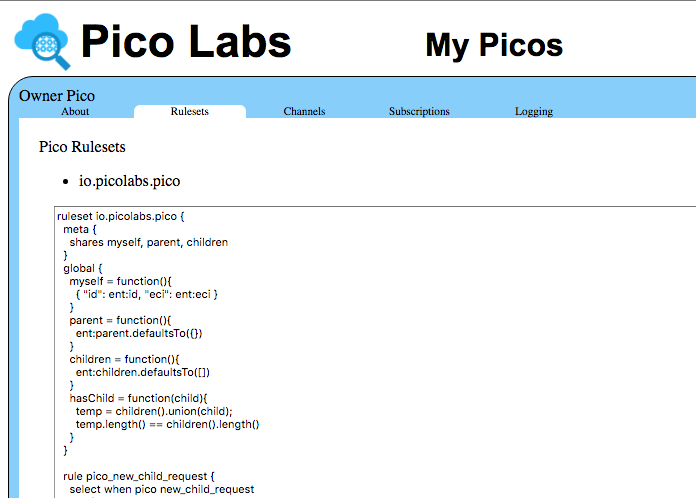 Pico Labs
My Picos
Owner Pico
About Rulesets Channels Subscriptions Logging
Pico Rulesets
• io.picolabs.pico
ruleset io.picolabs.pico {
  meta {
    shares myself, parent, children
  }
  global {
    myself = function(){
      { "id": ent:id, "eci": ent:eci }
    }
    parent = function(){
      ent:parent.defaultsTo({})
    }
    children = function(){
      ent:children.defaultsTo([])
    }
    hasChild = function(child){
      temp = children().union(child);
      temp.length() == children().length()
    }
  }

  rule pico_new_child_request {
    select when pico new_child_request